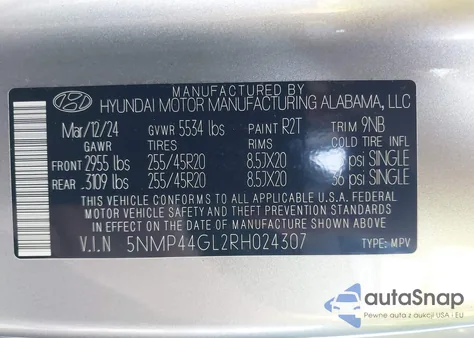 MANUFACTURED BY
HYUNDAI MOTOR MANUFACTURING ALABAMA, LLC
Mar/12/24 GVWR 5534 lbs PAINT R2T TRIM 9NB
GAWR TIRES RIMS COLD TIRE INFL
FRONT 2955 lbs 255/45R20 8.5JX20 psi SINGLE
REAR .3109 lbs 255/45R20 8.5JX20 36 psi SINGLE
THIS VEHICLE CONFORMS TO ALL APPLICABLE U.S.A. FEDERAL
MOTOR VEHICLE SAFETY AND THEFT PREVENTION STANDARDS
IN EFFECT ON THE DATE OF MANUFACTURE SHOWN ABOVE.
V.I.N 5NMP44GL2RH024307 TYPE: MPV
autoSnap
Pewne auta z aukcji USA i EU